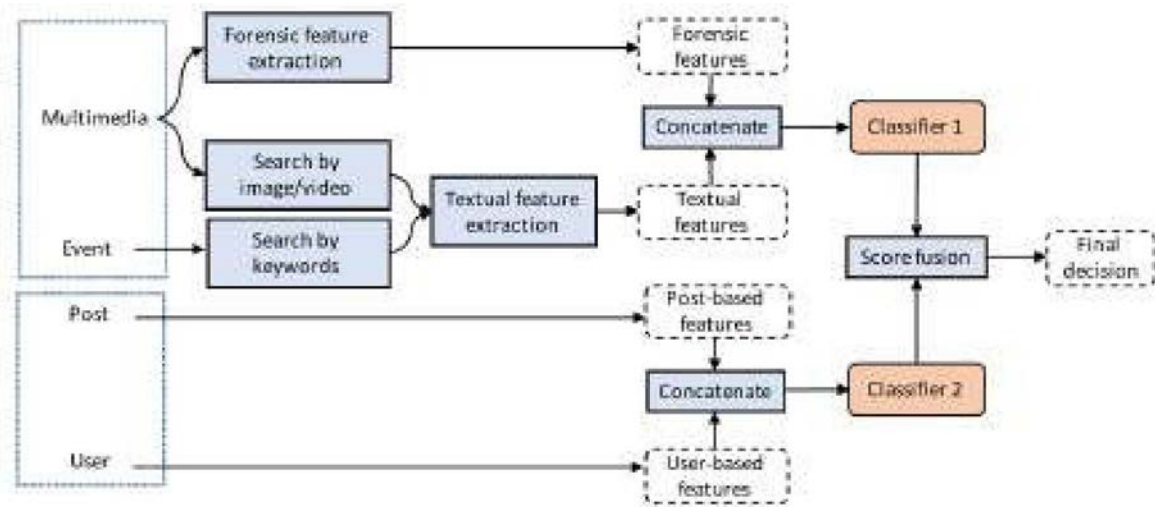 Forensic feature
extraction
Forensic
features
Multimedia
Concatenate
Classifier 1
Search by
image/video
Textual feature
extraction
Textual
features
Event
Search by
keywords
Score fusion
Final
decision
Post
Post-based
features
Concatenate
Classifier 2
User
User-based
features